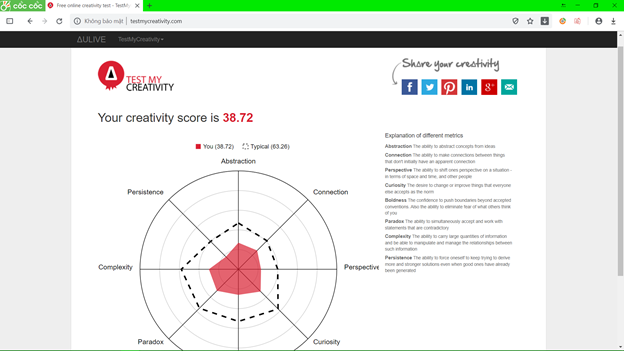 cốc cốc
Free online creativity test - TestM
Không bảo mật | testmycreativity.com
AULIVE
TestMyCreativity
TEST MY
CREATIVITY
Share your creativity
Your creativity score is 38.72
You (38.72)
Typical (63.26)
Abstraction
Connection
Perspective
Curiosity
Paradox
Complexity
Persistence
Explanation of different metrics
Abstraction The ability to abstract concepts from ideas
Connection The ability to make connections between things
that don't initially have an apparent connection
Perspective The ability to shift ones perspective on a situation -
in terms of space and time, and other people
Curiosity The desire to change or improve things that everyone
else accepts as the norm
Boldness The confidence to push boundaries beyond accepted
conventions. Also the ability to eliminate fear of what others think
of you
Paradox The ability to simultaneously accept and work with
statements that are contradictory
Complexity The ability to carry large quantities of information
and be able to manipulate and manage the relationships between
such information
Persistence The ability to force oneself to keep trying to derive
more and stronger solutions even when good ones have already
been generated